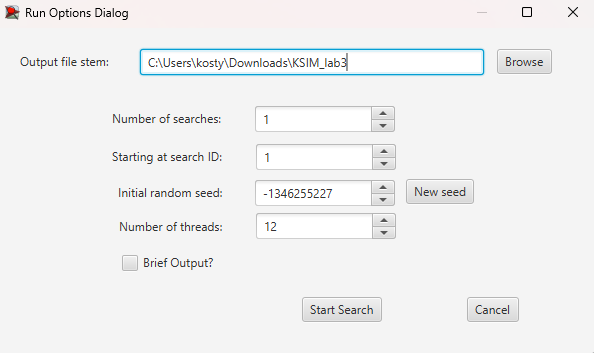 Run Options Dialog
Output file stem: C:\Users\kosty\Downloads\KSIM_lab3 Browse
Number of searches: 1
Starting at search ID: 1
Initial random seed: -1346255227 New seed
Number of threads: 12
Brief Output?
Start Search Cancel